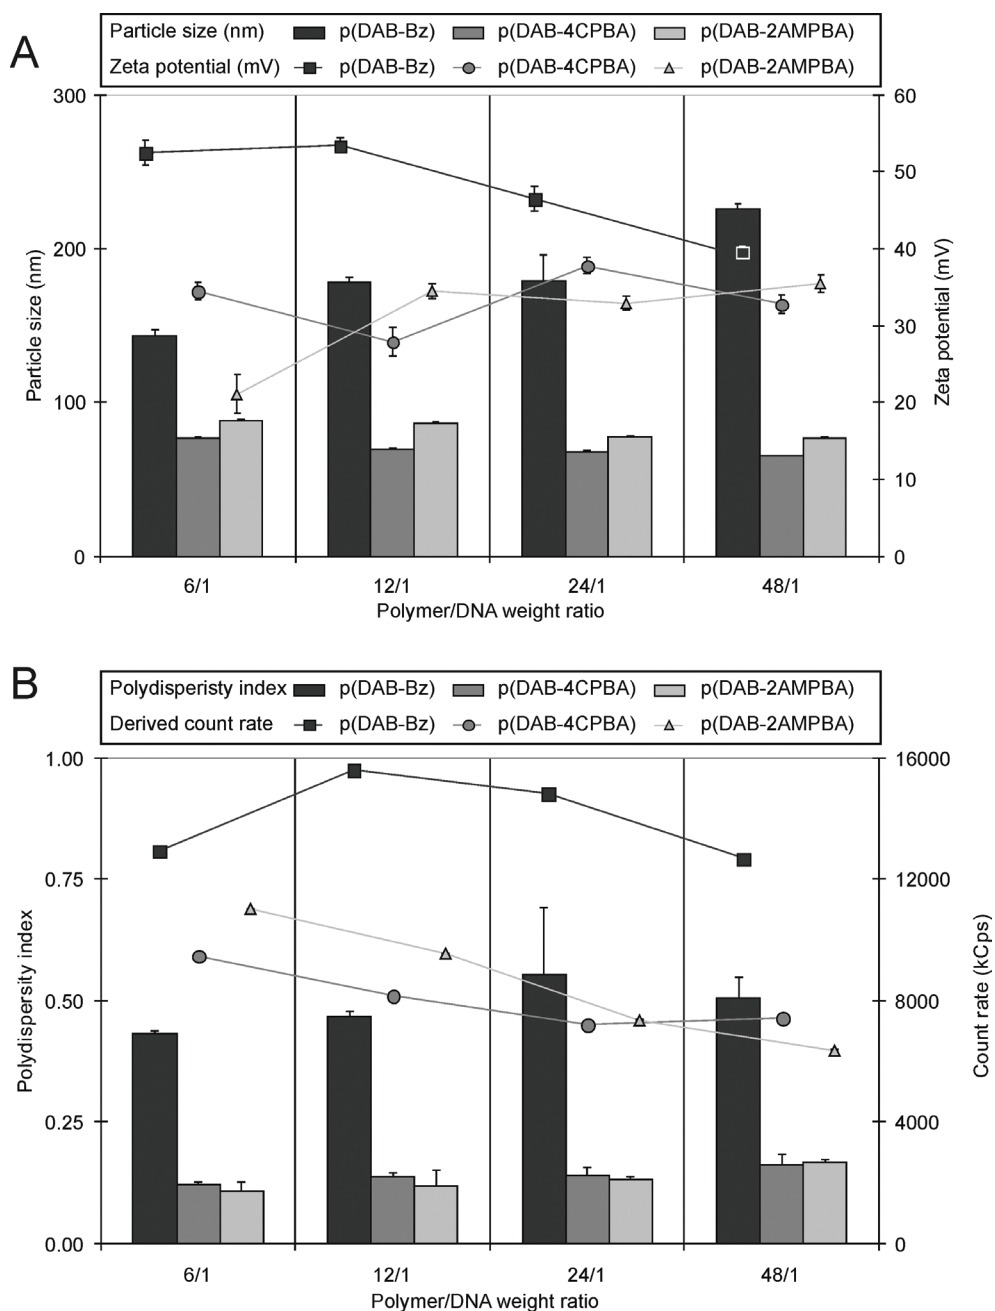 A
Particle size (nm) p(DAB-Bz) p(DAB-4CPBA) p(DAB-2AMPBA)
Zeta potential (mV) p(DAB-Bz) p(DAB-4CPBA) p(DAB-2AMPBA)
300
200
100
0
Particle size (nm)
60
50
40
30
20
10
0
Zeta potential (mV)
6/1 12/1 24/1 48/1
Polymer/DNA weight ratio
B
Polydisperisty index p(DAB-Bz) p(DAB-4CPBA) p(DAB-2AMPBA)
Derived count rate p(DAB-Bz) p(DAB-4CPBA) p(DAB-2AMPBA)
1.00
0.75
0.50
0.25
0.00
Polydispersity index
16000
12000
8000
4000
0
Count rate (kCps)
6/1 12/1 24/1 48/1
Polymer/DNA weight ratio